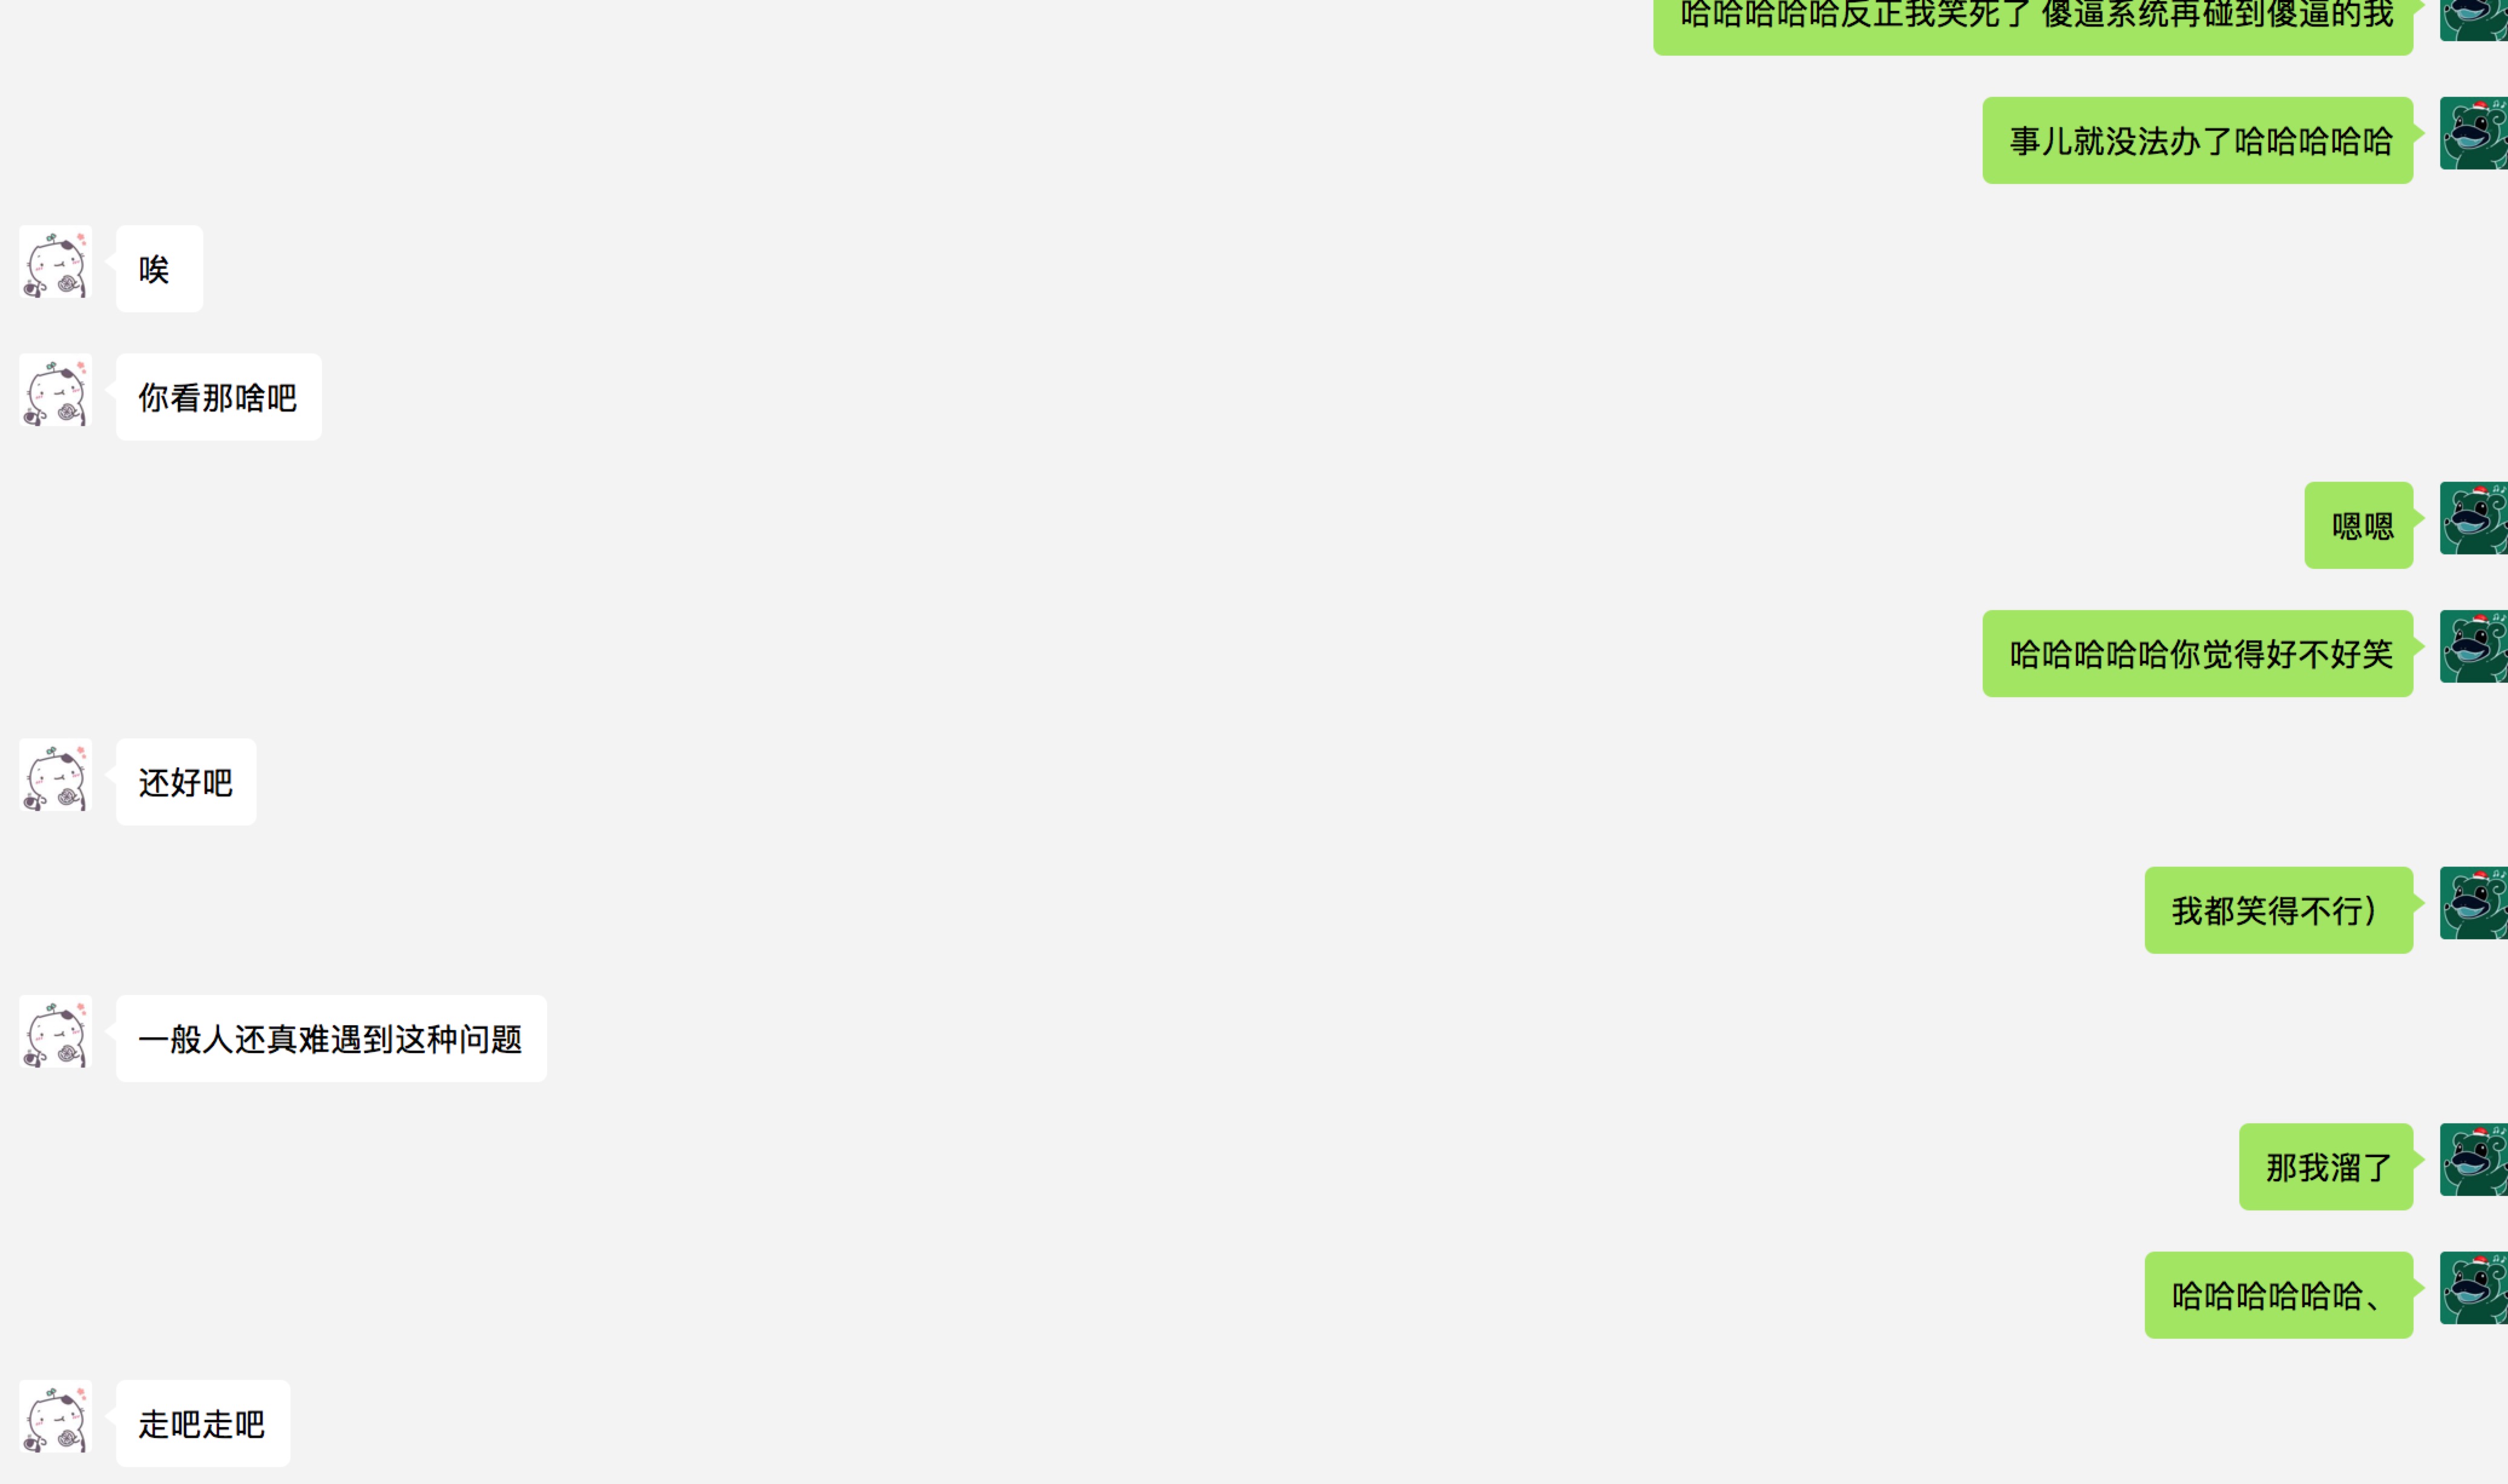 哈哈哈哈哈反正我笑死了 傻逼系统再碰到傻逼的我
事儿就没法办了哈哈哈哈哈
唉
你看那啥吧
嗯嗯
哈哈哈哈哈你觉得好不好笑
还好吧
我都笑得不行）
一般人还真难遇到这种问题
那我溜了
哈哈哈哈哈哈、
走吧走吧